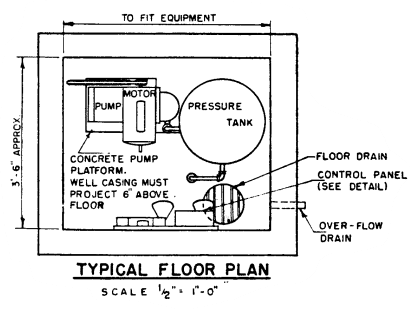 TO FIT EQUIPMENT
3'-6" APPROX
PUMP
MOTOR
PRESSURE
TANK
CONCRETE PUMP
PLATFORM.
WELL CASING MUST
PROJECT 6" ABOVE
FLOOR
FLOOR DRAIN
CONTROL PANEL
(SEE DETAIL)
OVER-FLOW
DRAIN
TYPICAL FLOOR PLAN
SCALE 1/2" = 1'-0"